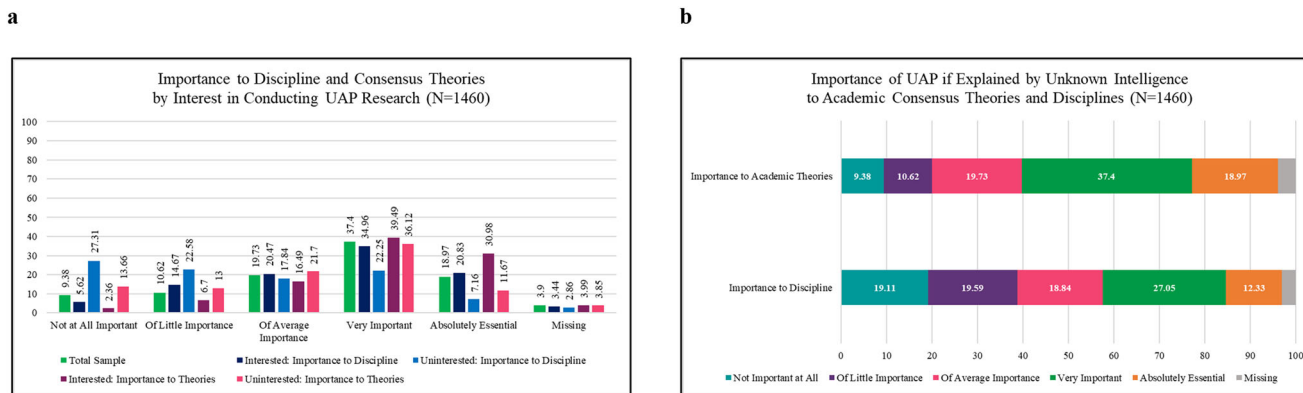 a
Importance to Discipline and Consensus Theories
by Interest in Conducting UAP Research (N=1460)
100
90
80
70
60
50
40
30
20
10
0
9.38
5.62
27.31
2.36
13.66
10.62
14.67
22.58
6.7
13
19.73
20.47
17.84
16.49
21.7
37.4
34.96
22.25
39.49
36.12
18.97
20.83
7.16
30.98
11.67
3.9
3.44
2.86
3.99
3.85
Not at All Important
Of Little Importance
Of Average
Importance
Very Important
Absolutely Essential
Missing
Total Sample
Interested: Importance to Discipline
Uninterested: Importance to Discipline
Interested: Importance to Theories
Uninterested: Importance to Theories
b
Importance of UAP if Explained by Unknown Intelligence
to Academic Consensus Theories and Disciplines (N=1460)
Importance to Academic Theories
9.38
10.62
19.73
37.4
18.97
Importance to Discipline
19.11
19.59
18.84
27.05
12.33
0
10
20
30
40
50
60
70
80
90
100
Not Important at All
Of Little Importance
Of Average Importance
Very Important
Absolutely Essential
Missing